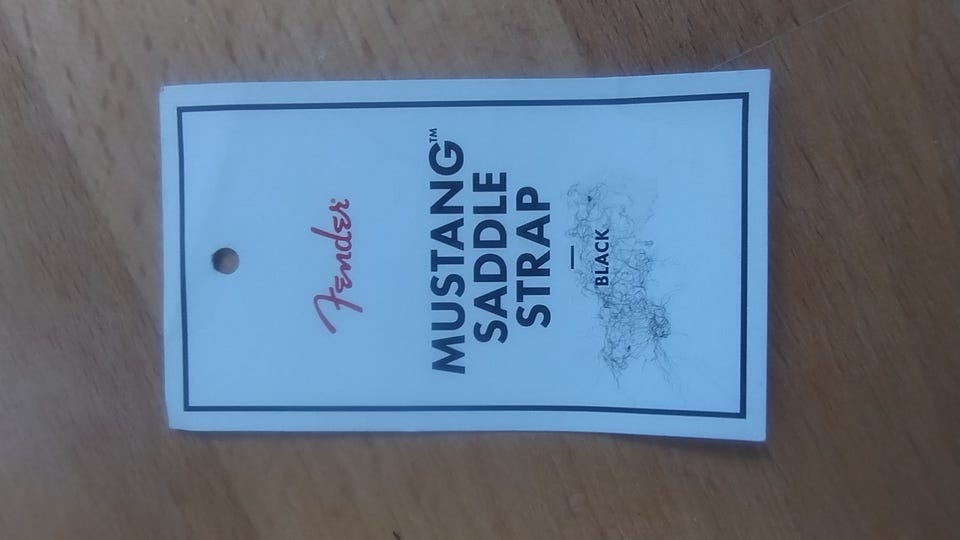 Fender
MUSTANG™
SADDLE
STRAP
—
BLACK